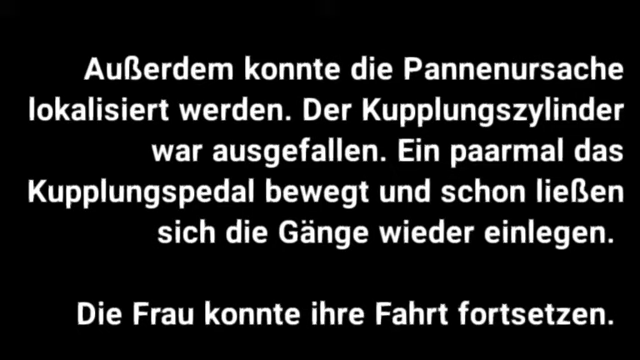 Außerdem konnte die Pannenursache
lokalisiert werden. Der Kupplungszylinder
war ausgefallen. Ein paarmal das
Kupplungspedal bewegt und schon ließen
sich die Gänge wieder einlegen.
Die Frau konnte ihre Fahrt fortsetzen.